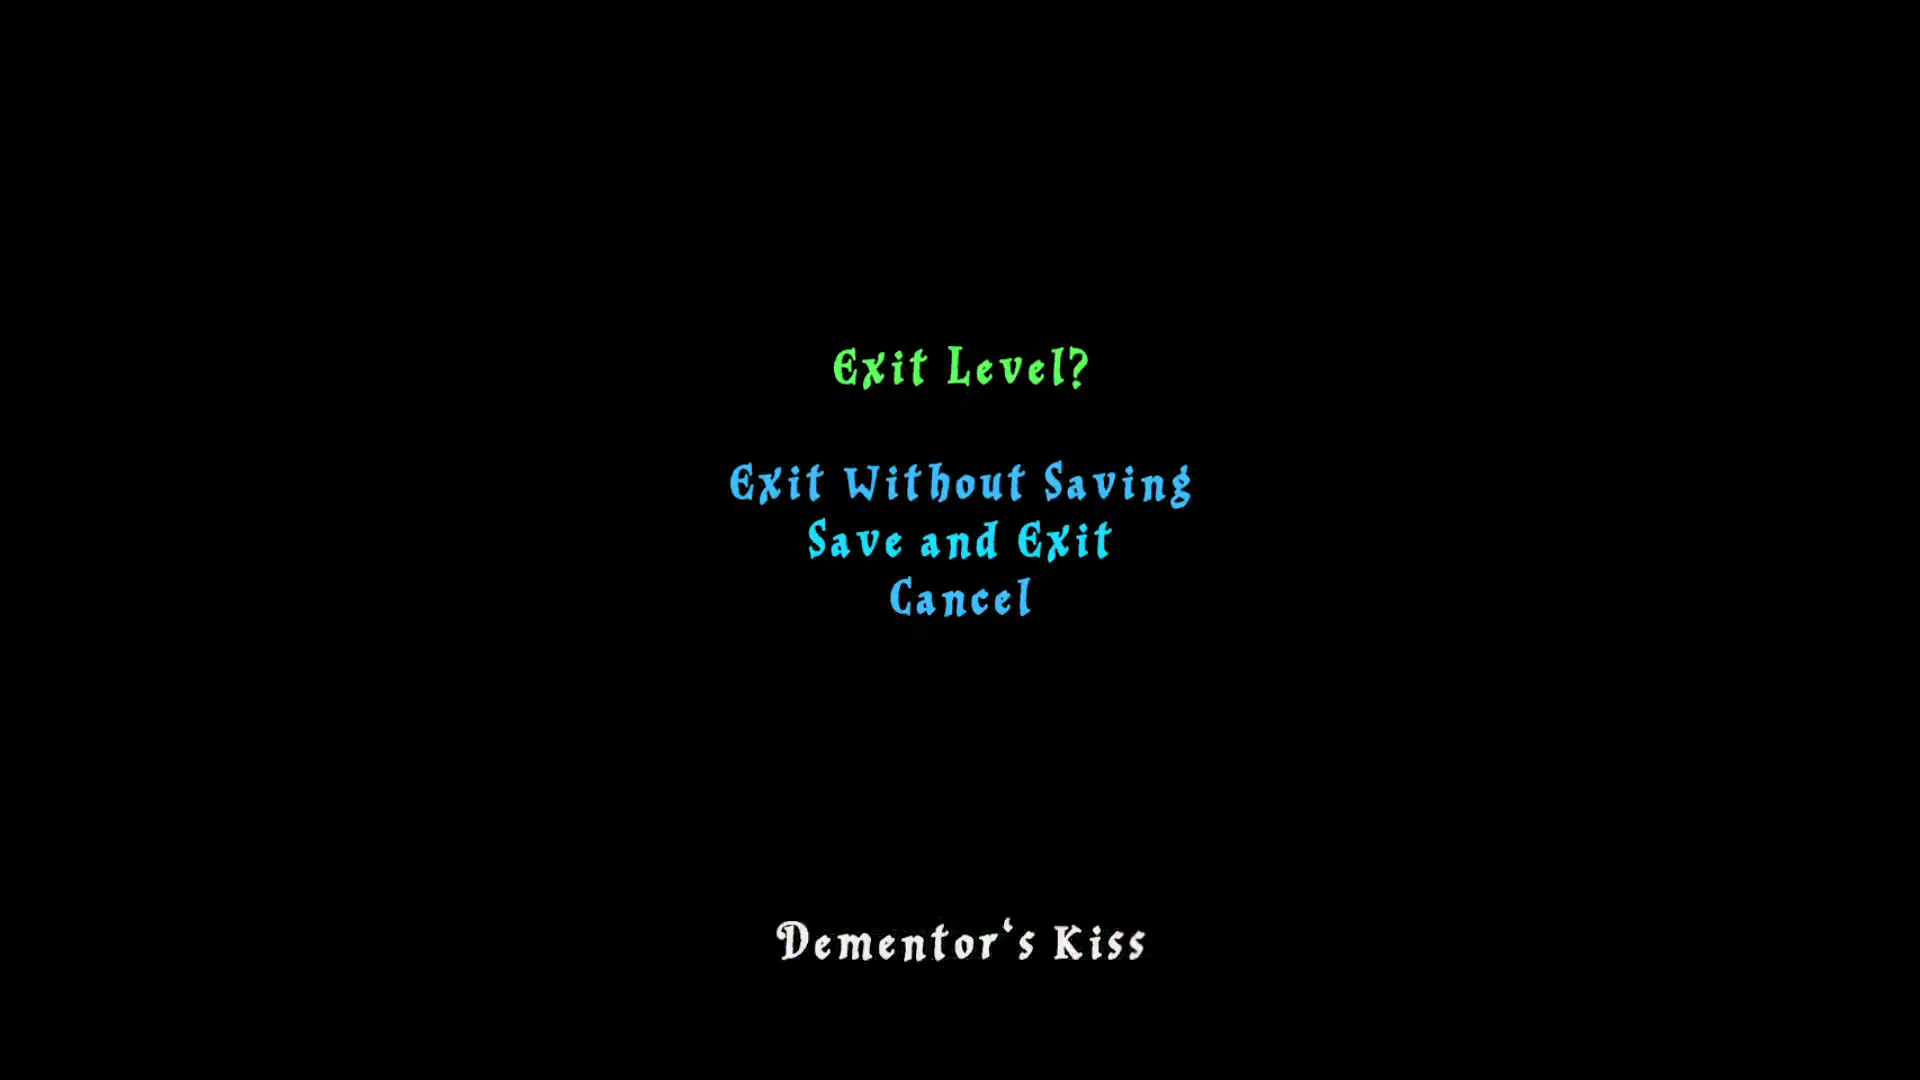 Exit Level?
Exit Without Saving
Save and Exit
Cancel
Dementor‘s Kiss